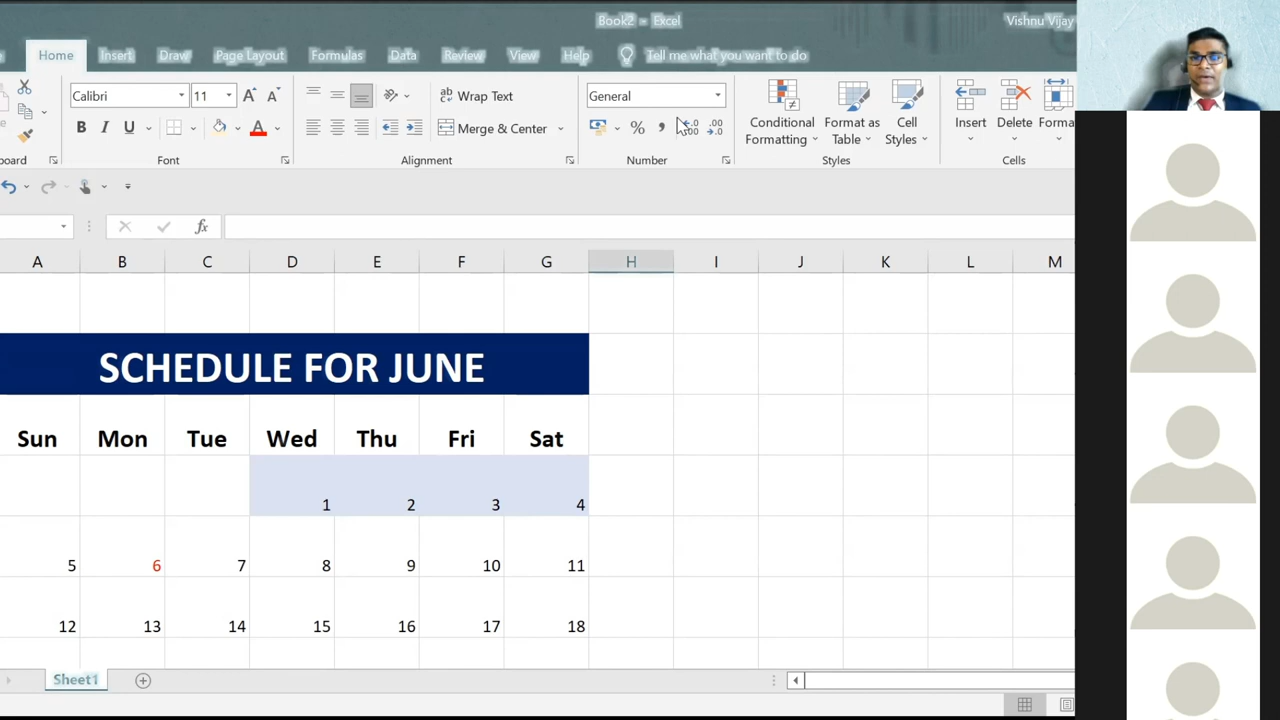 Book2 - Excel
Vishnu Vijay
Home Insert Draw Page Layout Formulas Data Review View Help Tell me what you want to do
Calibri 11 A A ab Wrap Text General Conditional Formatting Format as Table Cell Styles Insert Delete Forma
B I U A Merge & Center % ,
oard Font Alignment Number Styles Cells
fx
A B C D E F G H I J K L M
SCHEDULE FOR JUNE
Sun Mon Tue Wed Thu Fri Sat
1 2 3 4
5 6 7 8 9 10 11
12 13 14 15 16 17 18
Sheet1